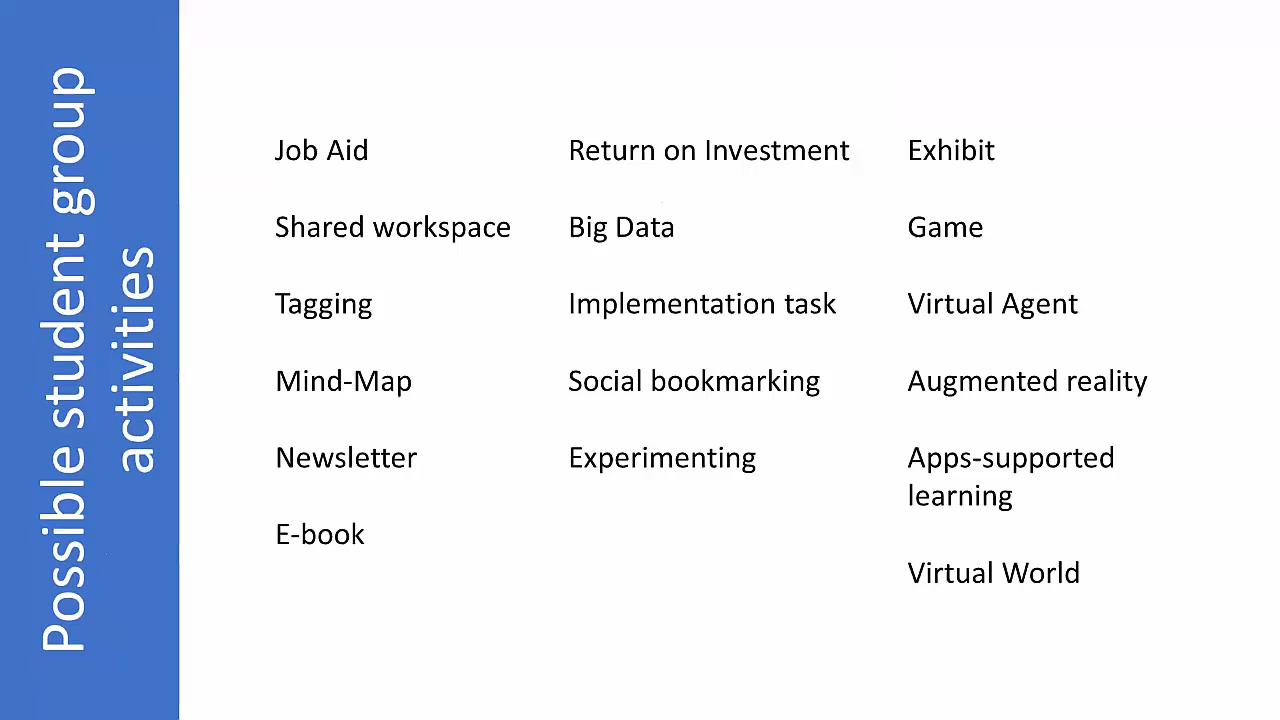 Possible student group
activities
Job Aid
Shared workspace
Tagging
Mind-Map
Newsletter
E-book
Return on Investment
Big Data
Implementation task
Social bookmarking
Experimenting
Exhibit
Game
Virtual Agent
Augmented reality
Apps-supported
learning
Virtual World